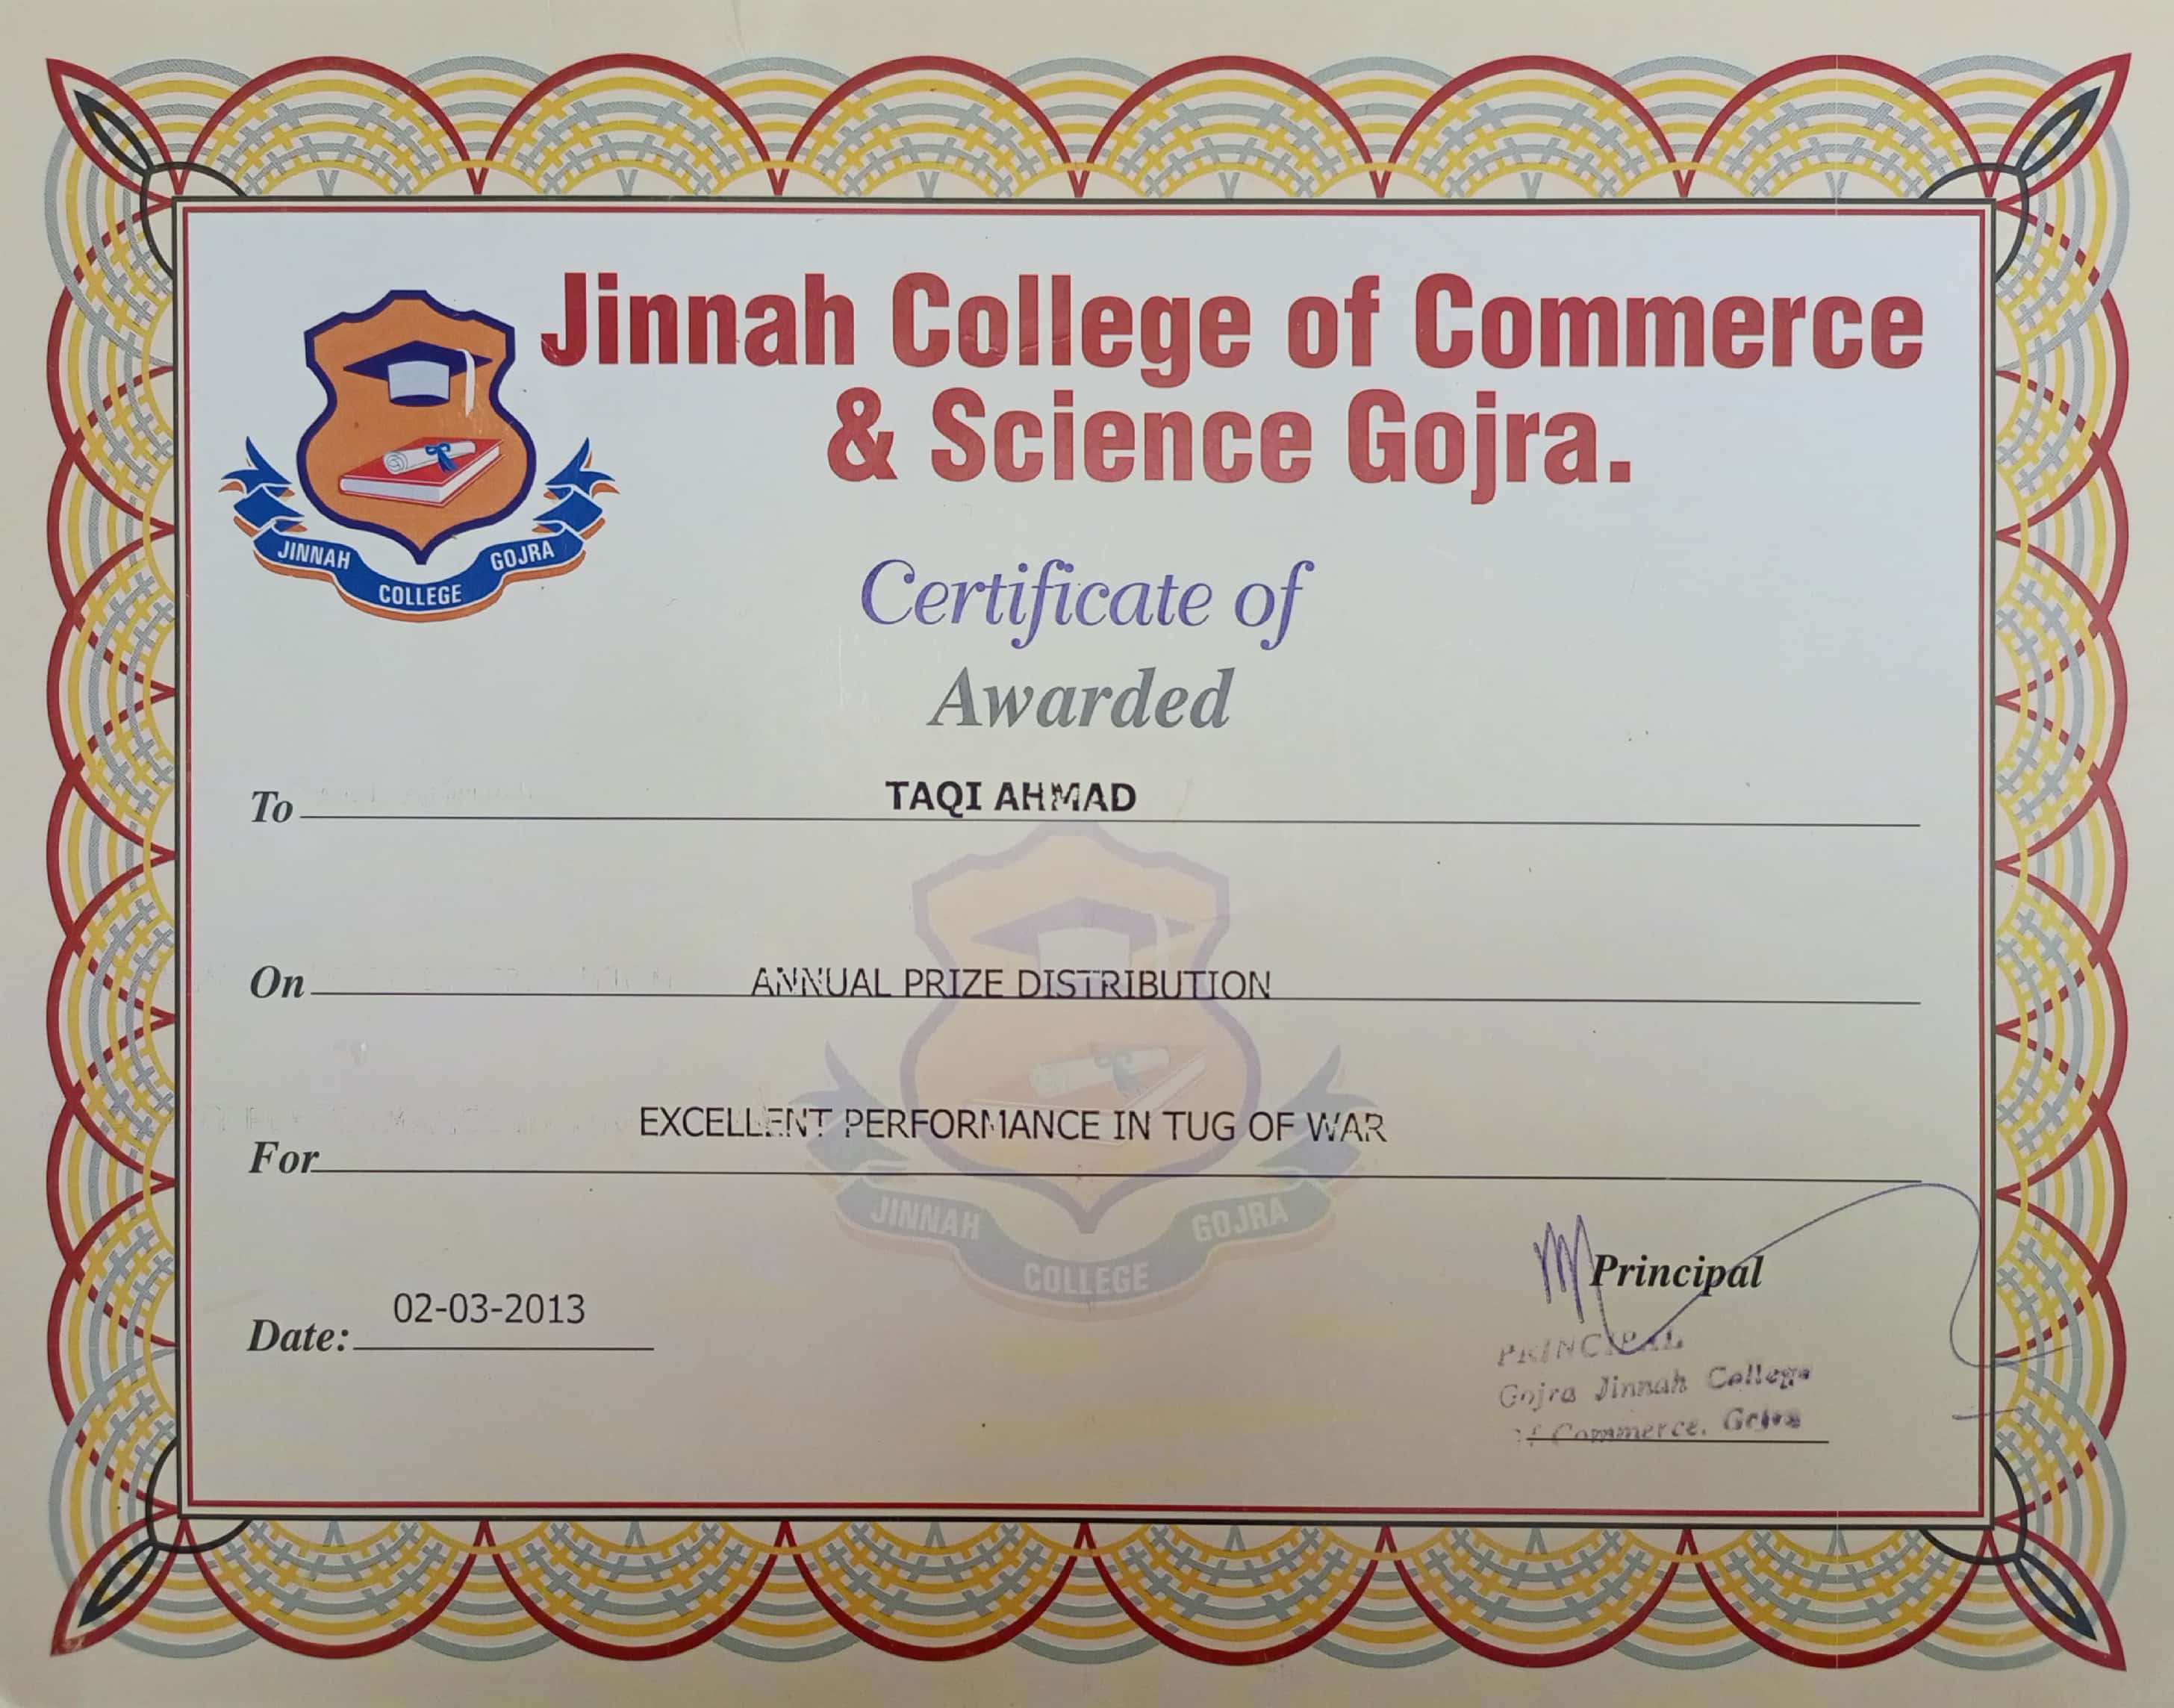 Jinnah College of Commerce
& Science Gojra.
JINNAH COLLEGE GOJRA
Certificate of
Awarded
To TAQI AHMAD
On ANNUAL PRIZE DISTRIBUTION
For EXCELLENT PERFORMANCE IN TUG OF WAR
JINNAH COLLEGE GOJRA
Date: 02-03-2013
Principal
PRINCIPAL
Gojra Jinnah College
of Commerce. Gojra